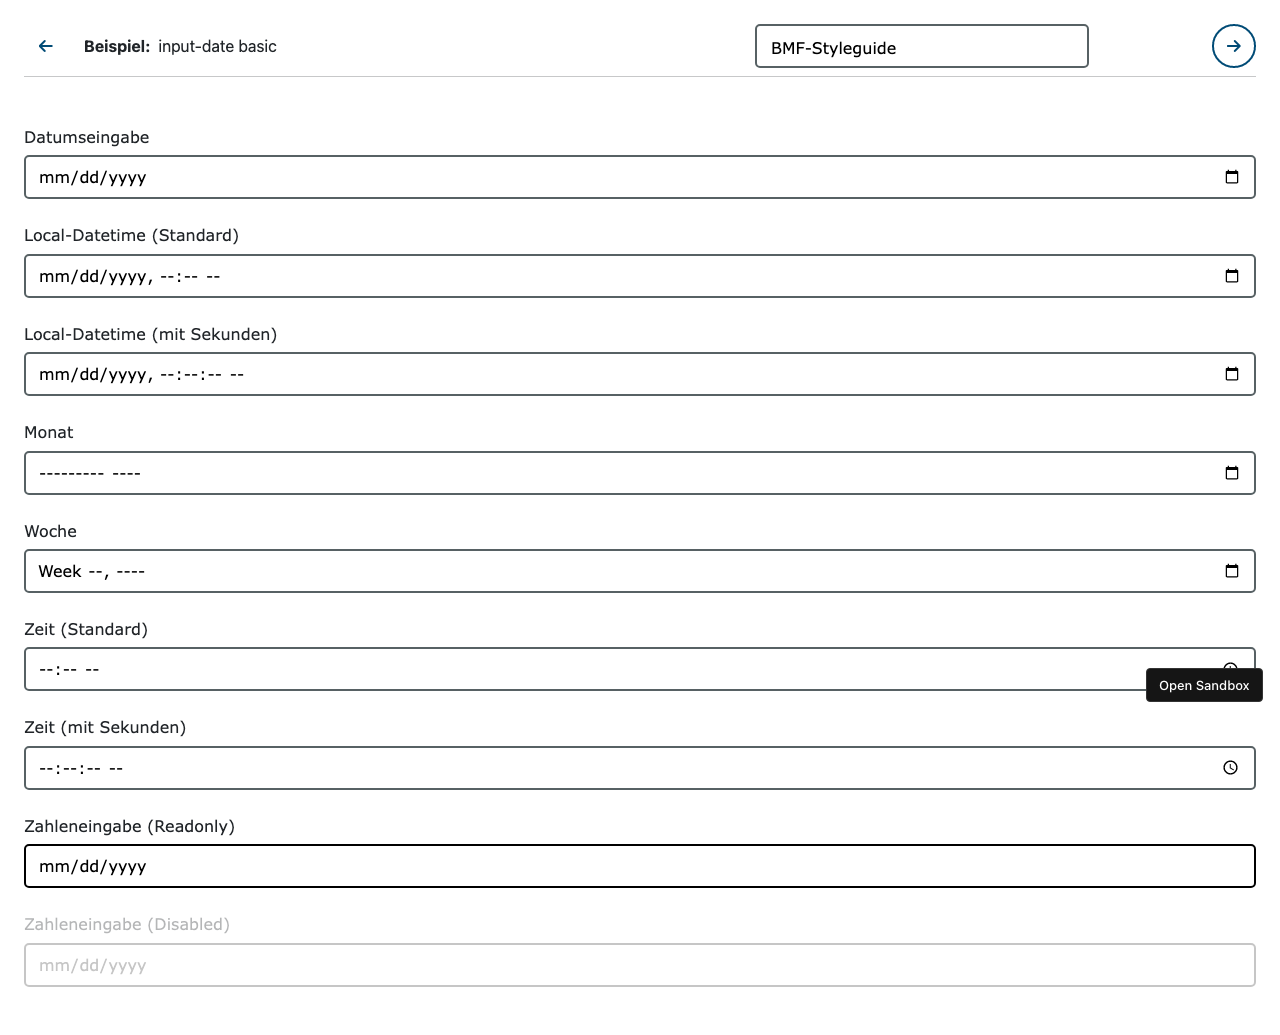 Beispiel: input-date basic
BMF-Styleguide
Datumseingabe
mm/dd/yyyy
Local-Datetime (Standard)
mm/dd/yyyy, --:-- --
Local-Datetime (mit Sekunden)
mm/dd/yyyy, --:--:-- --
Monat
--------- ----
Woche
Week --, ----
Zeit (Standard)
--:-- --
Open Sandbox
Zeit (mit Sekunden)
--:--:-- --
Zahleneingabe (Readonly)
mm/dd/yyyy
Zahleneingabe (Disabled)
mm/dd/yyyy